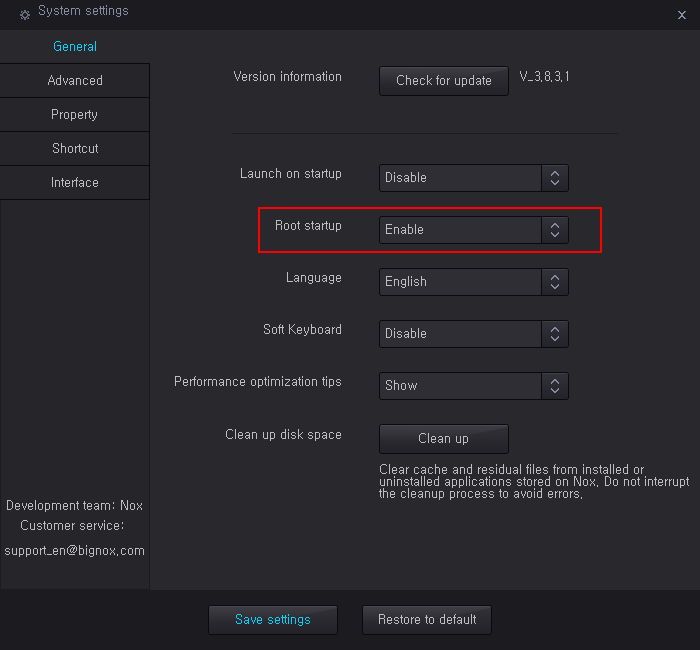 System settings
General
Advanced
Property
Shortcut
Interface
Version information
Check for update
V_3,8,3,1
Launch on startup
Disable
Root startup
Enable
Language
English
Soft Keyboard
Disable
Performance optimization tips
Show
Clean up disk space
Clean up
Clear cache and residual files from installed or
uninstalled applications stored on Nox, Do not interrupt
the cleanup process to avoid errors,
Development team: Nox
Customer service:
support_en@bignox,com
Save settings
Restore to default